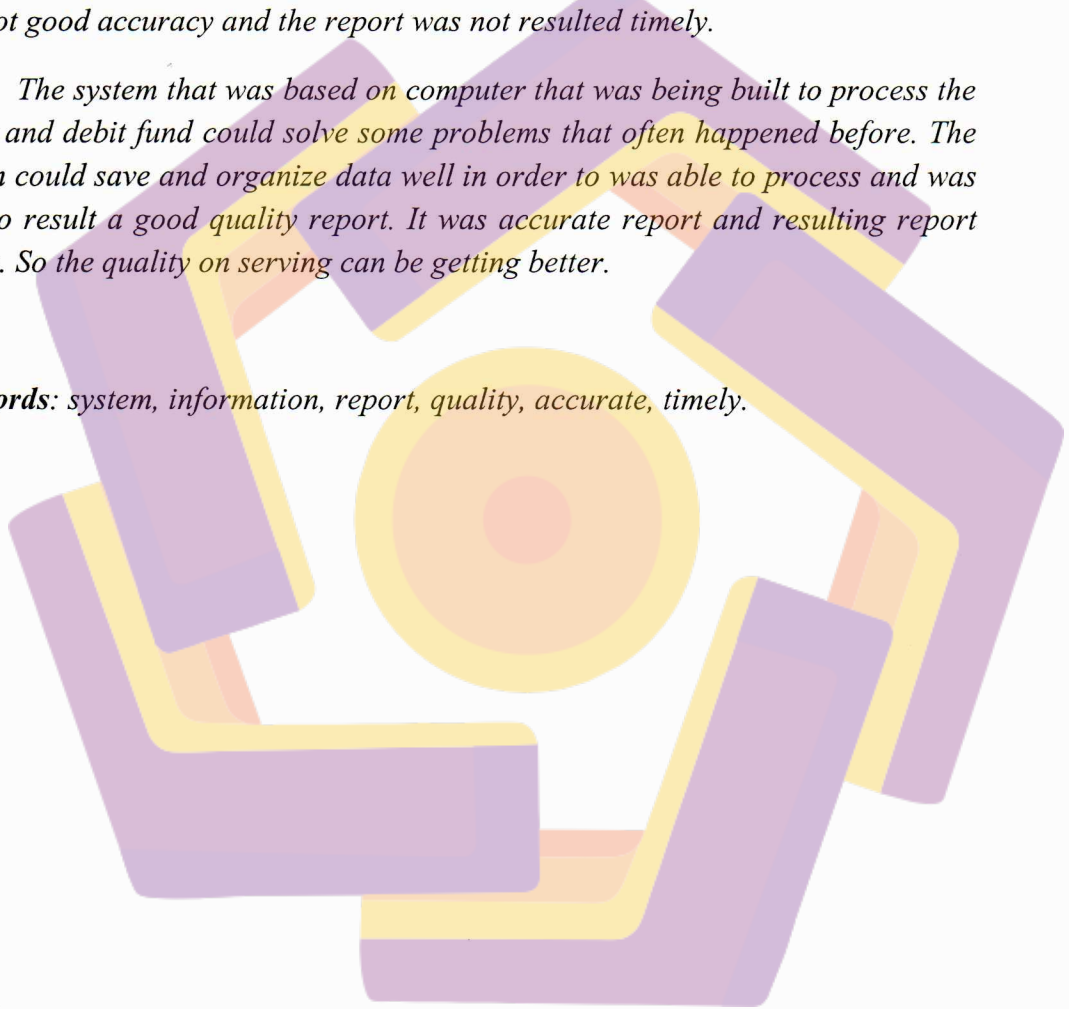 ot good accuracy and the report was not resulted timely.
The system that was based on computer that was being built to process the
and debit fund could solve some problems that often happened before. The
could save and organize data well in order to was able to process and was
o result a good quality report. It was accurate report and resulting report
. So the quality on serving can be getting better.
ords: system, information, report, quality, accurate, timely.